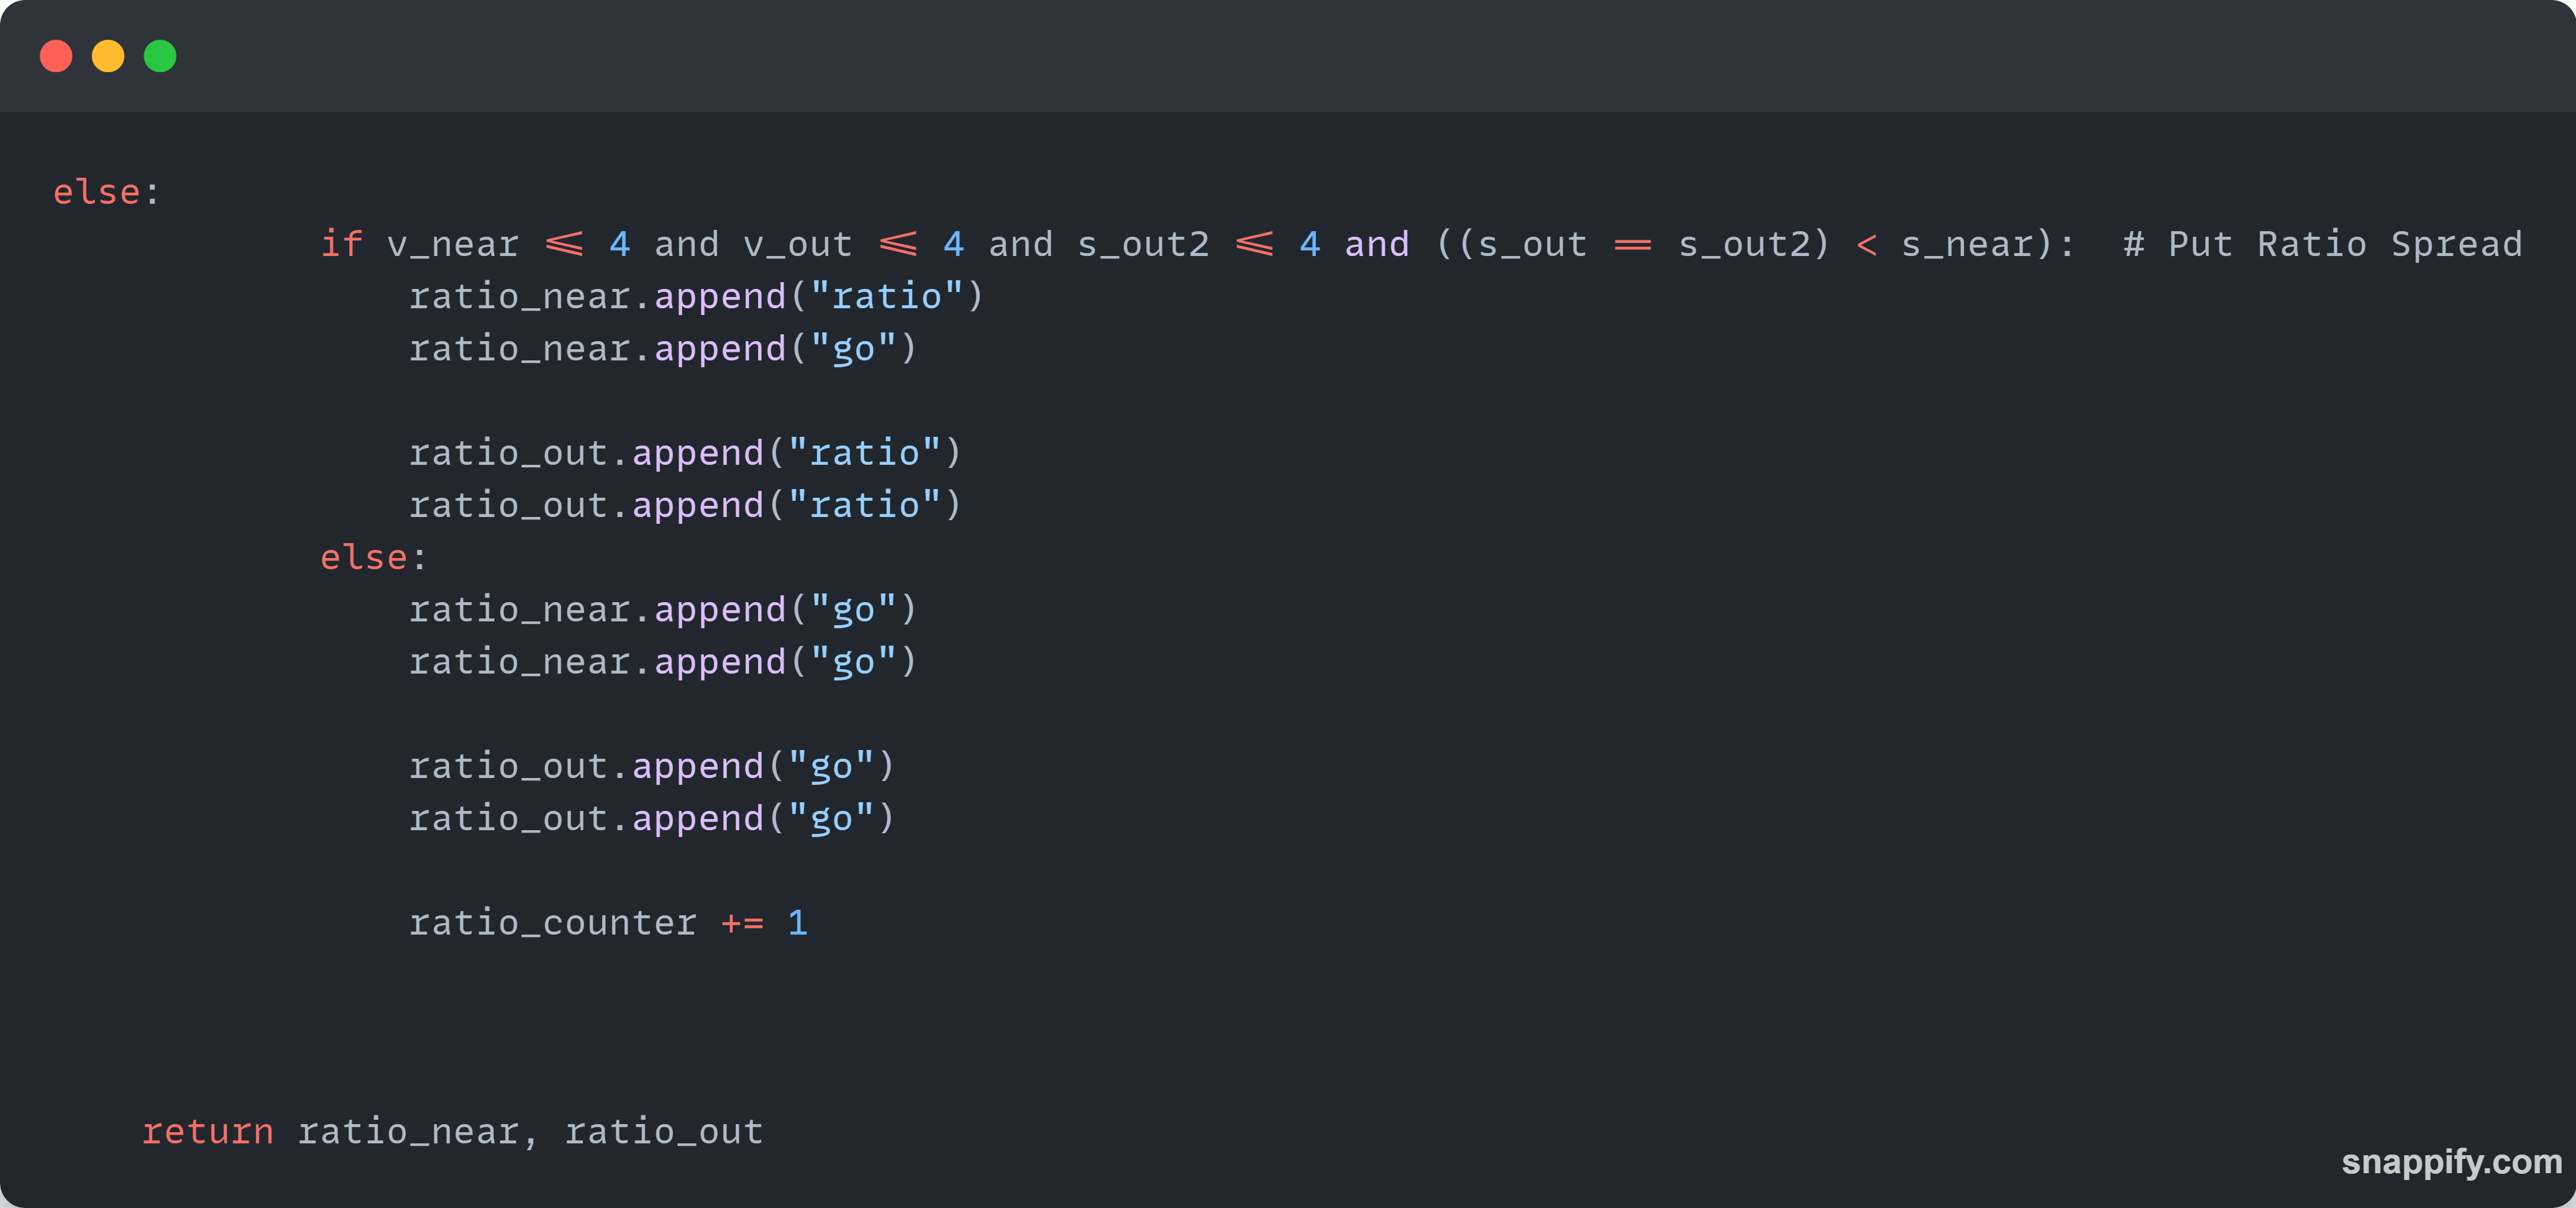 else:
if v_near <= 4 and v_out <= 4 and s_out2 <= 4 and ((s_out == s_out2) < s_near):  # Put Ratio Spread
ratio_near.append("ratio")
ratio_near.append("go")
ratio_out.append("ratio")
ratio_out.append("ratio")
else:
ratio_near.append("go")
ratio_near.append("go")
ratio_out.append("go")
ratio_out.append("go")
ratio_counter += 1
return ratio_near, ratio_out
snappify.com